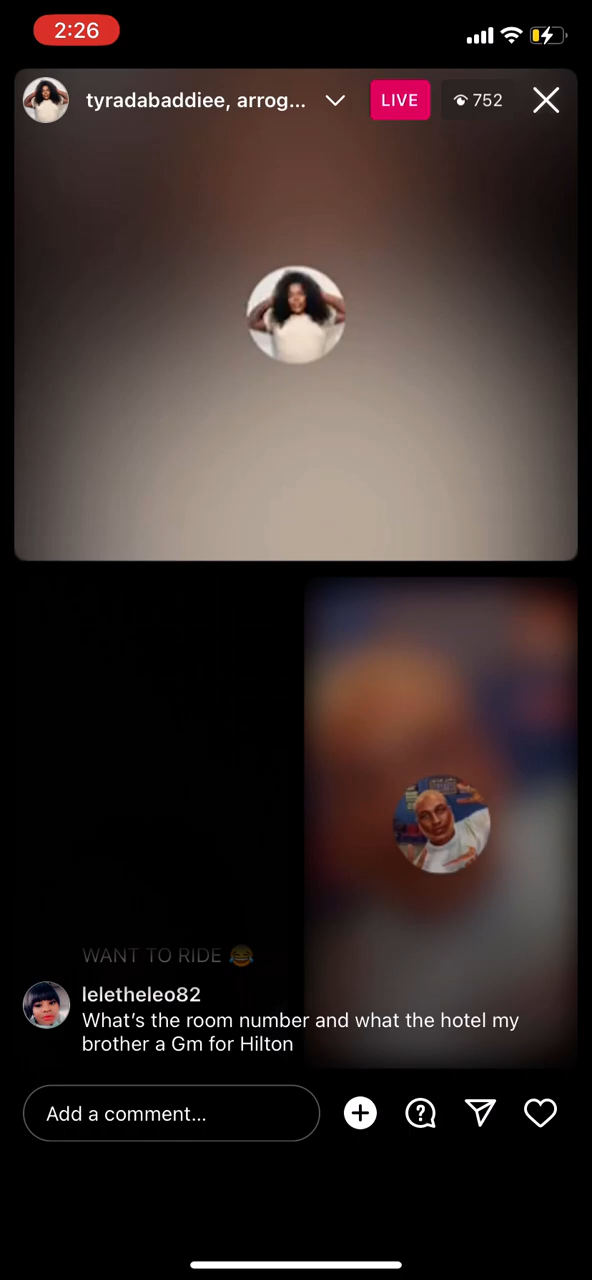 2:26
tyradabaddiee, arrog...
LIVE
752
WANT TO RIDE 😂
leletheleo82
What’s the room number and what the hotel my
brother a Gm for Hilton
Add a comment...